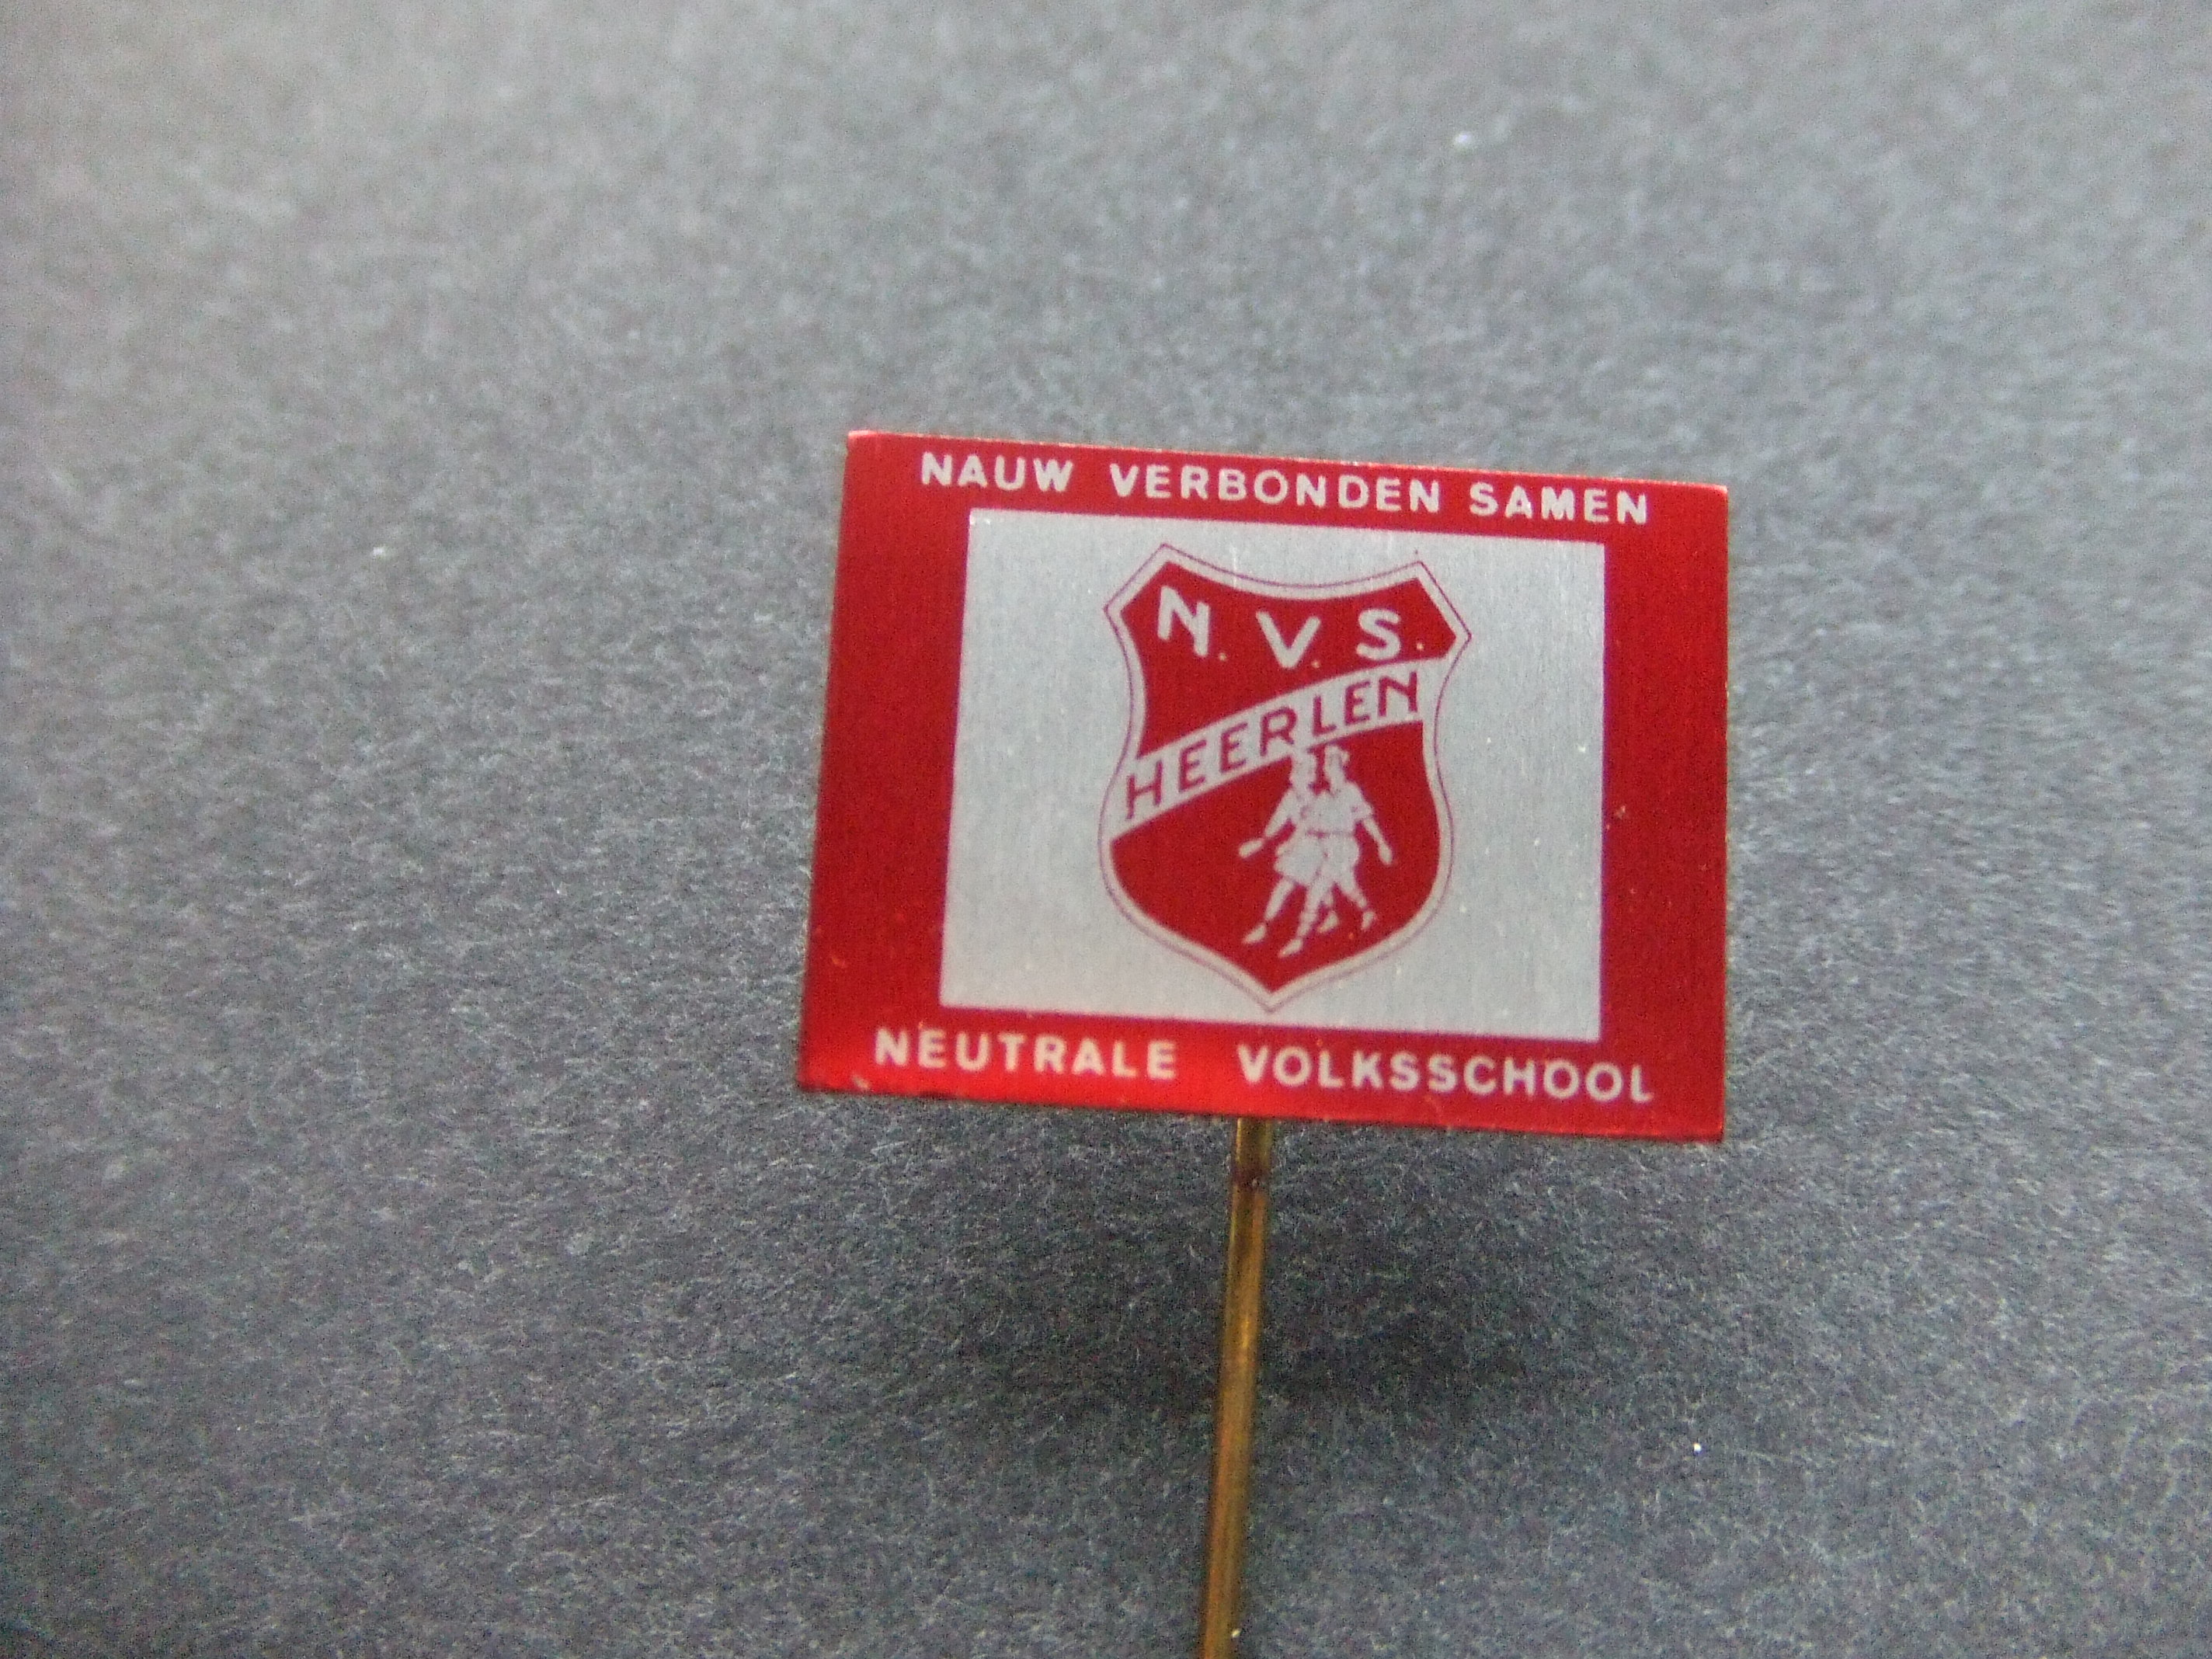 NAUW VERBONDEN SAMEN
N. V. S.
HEERLEN
NEUTRALE VOLKSSCHOOL